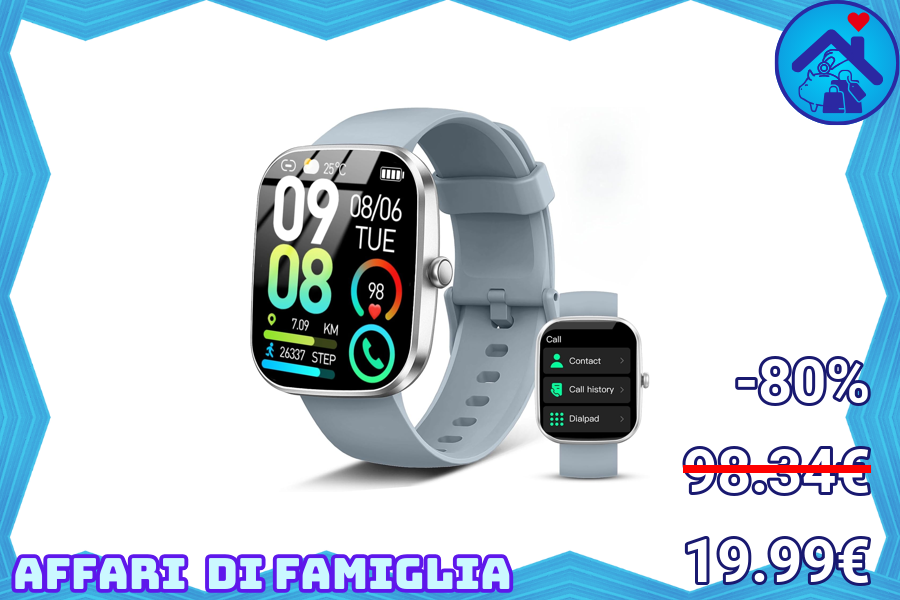 25°C
09
08/06
TUE
08
98
7.09 KM
26337 STEP
Call
Contact
Call history
Dialpad
-80%
98.34€
19.99€
AFFARI DI FAMIGLIA